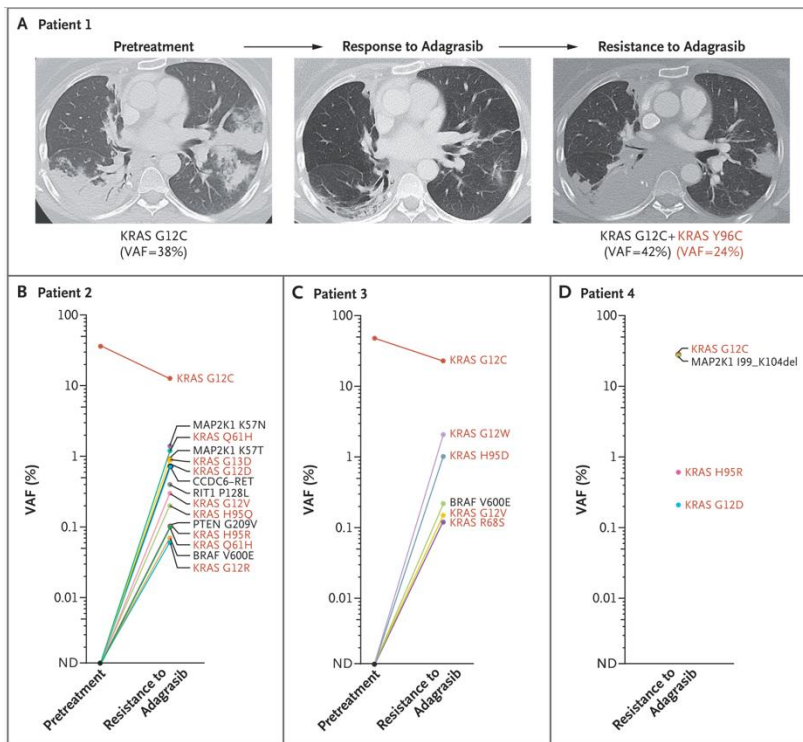 A Patient 1
Pretreatment
Response to Adagrasib
Resistance to Adagrasib
KRAS G12C
(VAF=38%)
KRAS G12C+KRAS Y96C
(VAF=42%) (VAF=24%)
B Patient 2
100
10
1
0.1
0.01
ND
VAF (%)
KRAS G12C
MAP2K1 K57N
KRAS Q61H
MAP2K1 K57T
KRAS G13D
KRAS G12D
CCDC6–RET
RIT1 P128L
KRAS G12V
KRAS H95Q
PTEN G209V
KRAS H95R
KRAS Q61H
BRAF V600E
KRAS G12R
Pretreatment
Resistance to
Adagrasib
C Patient 3
100
10
1
0.1
0.01
ND
VAF (%)
KRAS G12C
KRAS G12W
KRAS H95D
BRAF V600E
KRAS G12V
KRAS R68S
Pretreatment
Resistance to
Adagrasib
D Patient 4
100
10
1
0.1
0.01
ND
VAF (%)
KRAS G12C
MAP2K1 I99_K104del
KRAS H95R
KRAS G12D
Resistance to
Adagrasib